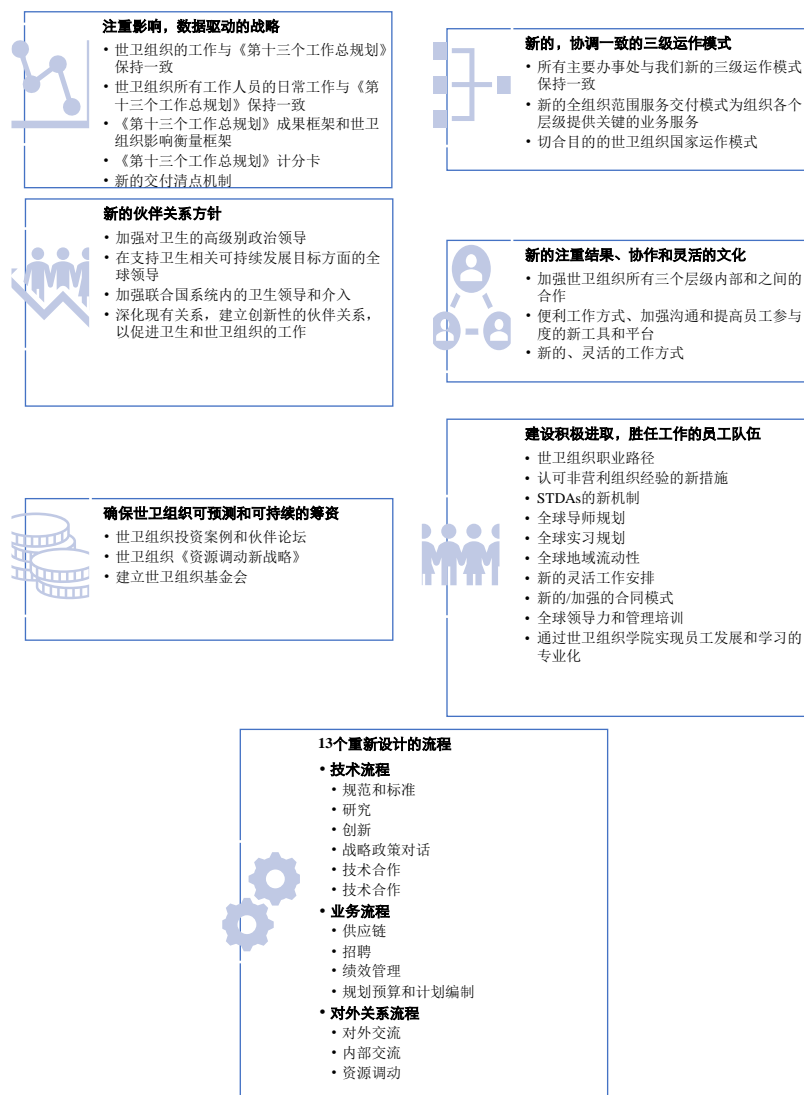 注重影响，数据驱动的战略
• 世卫组织的工作与《第十三个工作总规划》
保持一致
• 世卫组织所有工作人员的日常工作与《第
十三个工作总规划》保持一致
• 《第十三个工作总规划》成果框架和世卫
组织影响衡量框架
• 《第十三个工作总规划》计分卡
• 新的交付清点机制
新的，协调一致的三级运作模式
• 所有主要办事处与我们新的三级运作模式
保持一致
• 新的全组织范围服务交付模式为组织各个
层级提供关键的业务服务
• 切合目的的世卫组织国家运作模式
新的伙伴关系方针
• 加强对卫生的高级别政治领导
• 在支持卫生相关可持续发展目标方面的全
球领导
• 加强联合国系统内的卫生领导和介入
• 深化现有关系，建立创新性的伙伴关系，
以促进卫生和世卫组织的工作
新的注重结果、协作和灵活的文化
• 加强世卫组织所有三个层级内部和之间的
合作
• 便利工作方式、加强沟通和提高员工参与
度的新工具和平台
• 新的、灵活的工作方式
确保世卫组织可预测和可持续的筹资
• 世卫组织投资案例和伙伴论坛
• 世卫组织《资源调动新战略》
• 建立世卫组织基金会
建设积极进取，胜任工作的员工队伍
• 世卫组织职业路径
• 认可非营利组织经验的新措施
• STDAs的新机制
• 全球导师规划
• 全球实习规划
• 全球地域流动性
• 新的灵活工作安排
• 新的/加强的合同模式
• 全球领导力和管理培训
• 通过世卫组织学院实现员工发展和学习的
专业化
13个重新设计的流程
• 技术流程
• 规范和标准
• 研究
• 创新
• 战略政策对话
• 技术合作
• 技术合作
• 业务流程
• 供应链
• 招聘
• 绩效管理
• 规划预算和计划编制
• 对外关系流程
• 对外交流
• 内部交流
• 资源调动